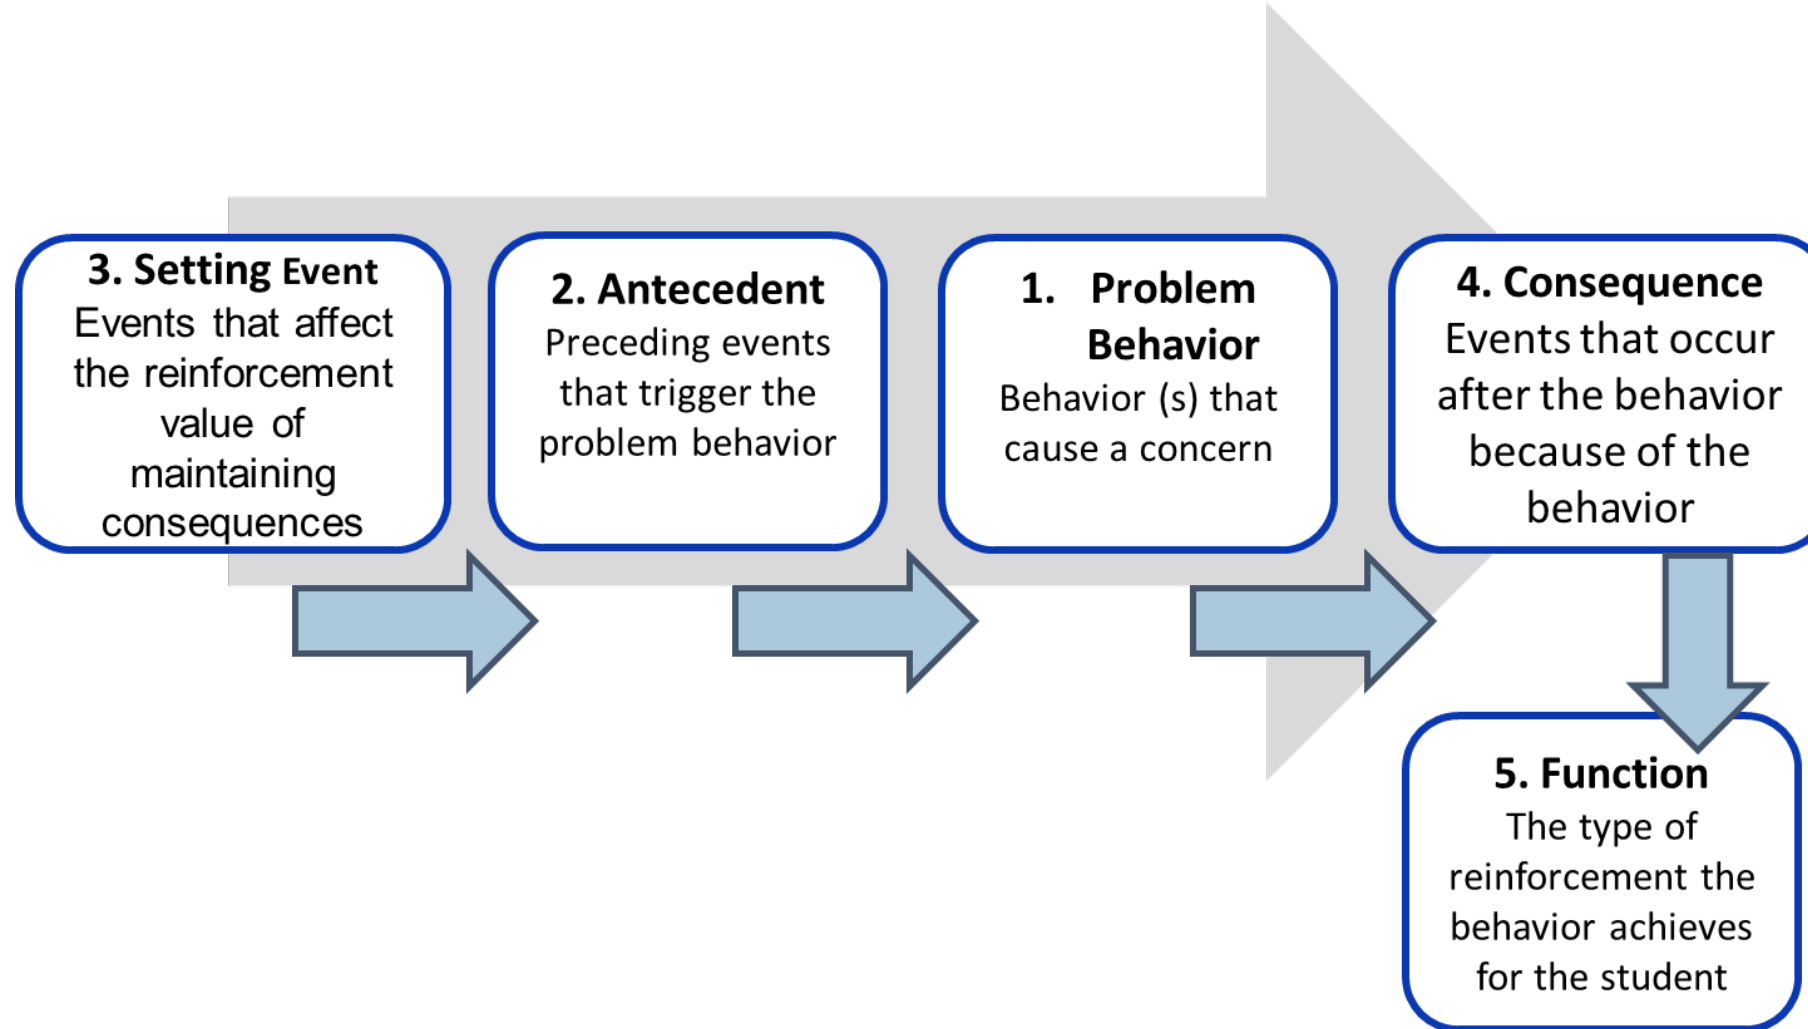 3. Setting Event
Events that affect
the reinforcement
value of
maintaining
consequences
2. Antecedent
Preceding events
that trigger the
problem behavior
1. Problem
Behavior
Behavior (s) that
cause a concern
4. Consequence
Events that occur
after the behavior
because of the
behavior
5. Function
The type of
reinforcement the
behavior achieves
for the student